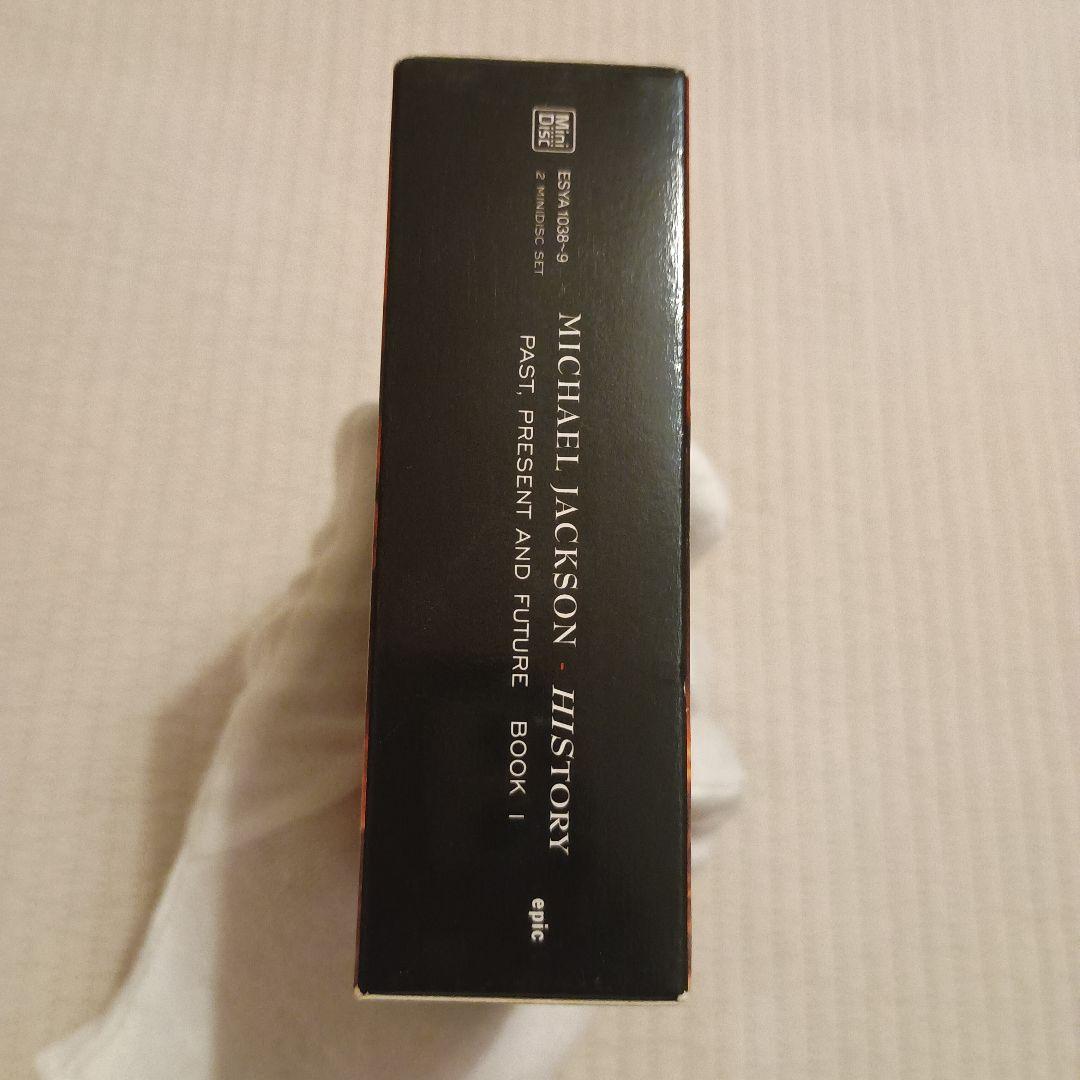 Mini
Disc
ESYA 1038~9
2 MINIDISC SET
MICHAEL JACKSON - HISTORY
PAST, PRESENT AND FUTURE BOOK I
epic